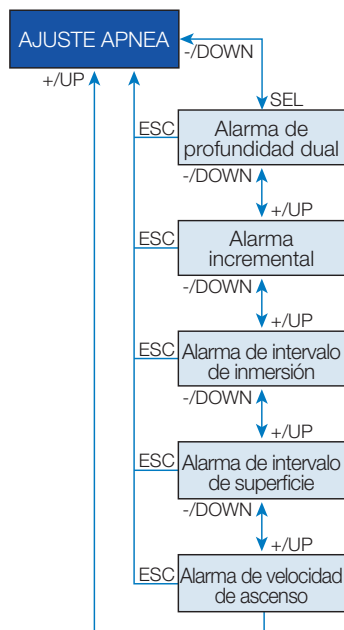 AJUSTE APNEA
-/DOWN
+/UP
SEL
ESC
Alarma de
profundidad dual
-/DOWN
+/UP
ESC
Alarma
incremental
-/DOWN
+/UP
ESC
Alarma de intervalo
de inmersión
-/DOWN
+/UP
ESC
Alarma de intervalo
de superficie
-/DOWN
+/UP
ESC
Alarma de velocidad
de ascenso